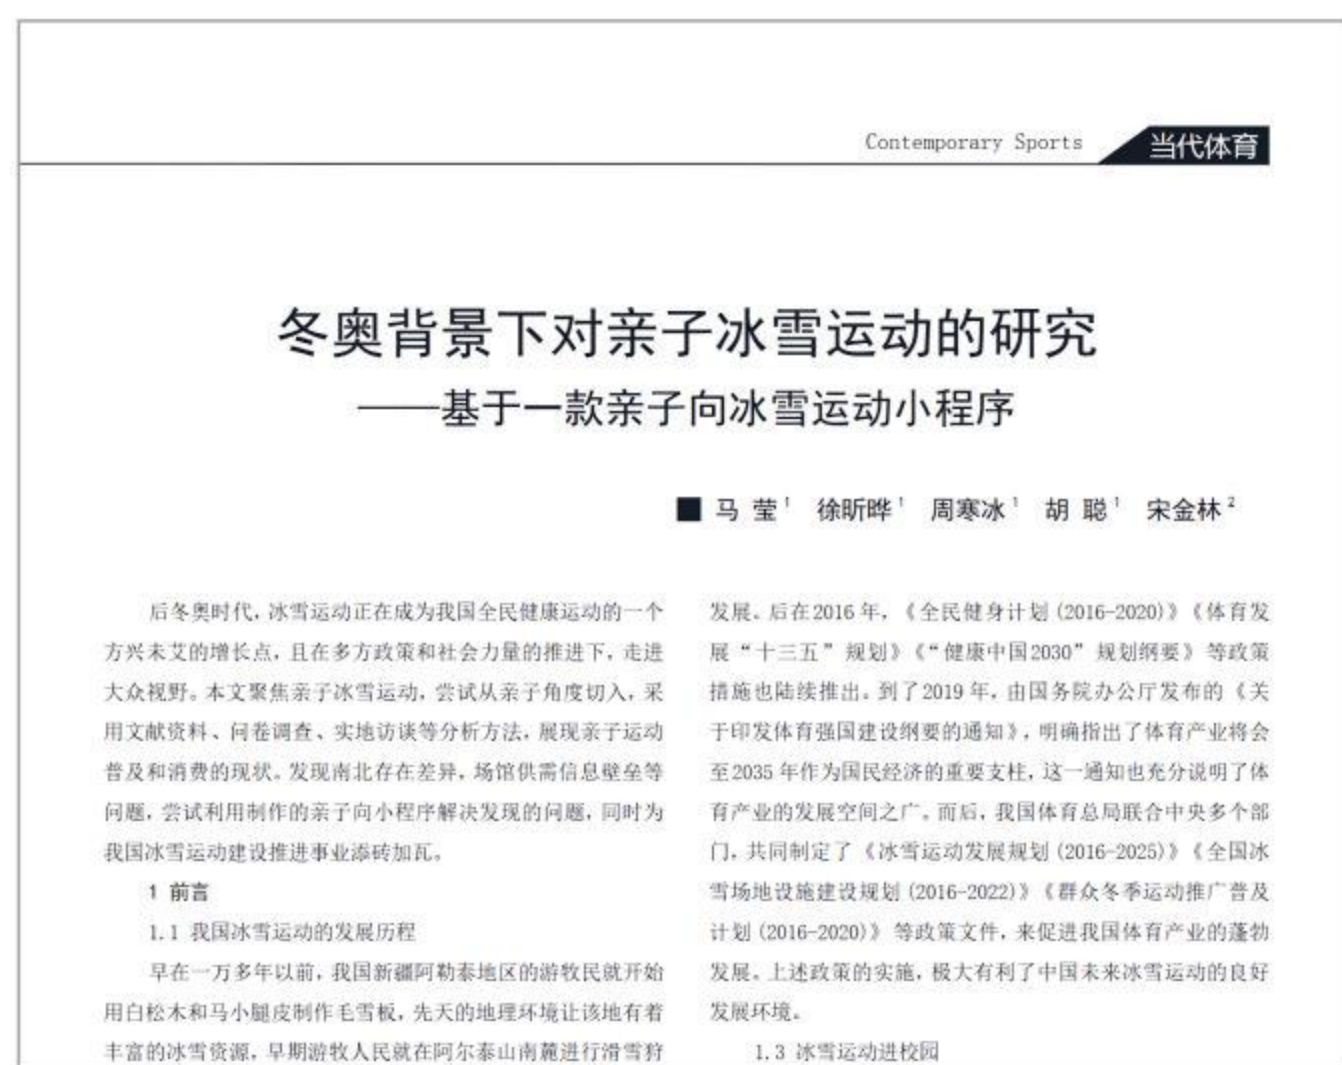 Contemporary Sports 当代体育
冬奥背景下对亲子冰雪运动的研究
——基于一款亲子向冰雪运动小程序
■ 马 莹¹ 徐昕晔¹ 周寒冰¹ 胡 聪¹ 宋金林²
后冬奥时代，冰雪运动正在成为我国全民健康运动的一个
方兴未艾的增长点，且在多方政策和社会力量的推进下，走进
大众视野。本文聚焦亲子冰雪运动，尝试从亲子角度切入，采
用文献资料、问卷调查、实地访谈等分析方法，展现亲子运动
普及和消费的现状。发现南北存在差异，场馆供需信息壁垒等
问题，尝试利用制作的亲子向小程序解决发现的问题，同时为
我国冰雪运动建设推进事业添砖加瓦。
1 前言
1.1 我国冰雪运动的发展历程
早在一万多年以前，我国新疆阿勒泰地区的游牧民就开始
用白松木和马小腿皮制作毛雪板，先天的地理环境让该地有着
丰富的冰雪资源，早期游牧人民就在阿尔泰山南麓进行滑雪狩
发展。后在2016 年，《全民健身计划（2016-2020）》《体育发
展“十三五”规划》《“健康中国2030”规划纲要》等政策
措施也陆续推出。到了2019 年，由国务院办公厅发布的《关
于印发体育强国建设纲要的通知》，明确指出了体育产业将会
至2035 年作为国民经济的重要支柱，这一通知也充分说明了体
育产业的发展空间之广。而后，我国体育总局联合中央多个部
门，共同制定了《冰雪运动发展规划（2016-2025）》《全国冰
雪场地设施建设规划（2016-2022）》《群众冬季运动推广普及
计划（2016-2020）》等政策文件，来促进我国体育产业的蓬勃
发展。上述政策的实施，极大有利了中国未来冰雪运动的良好
发展环境。
1.3 冰雪运动进校园